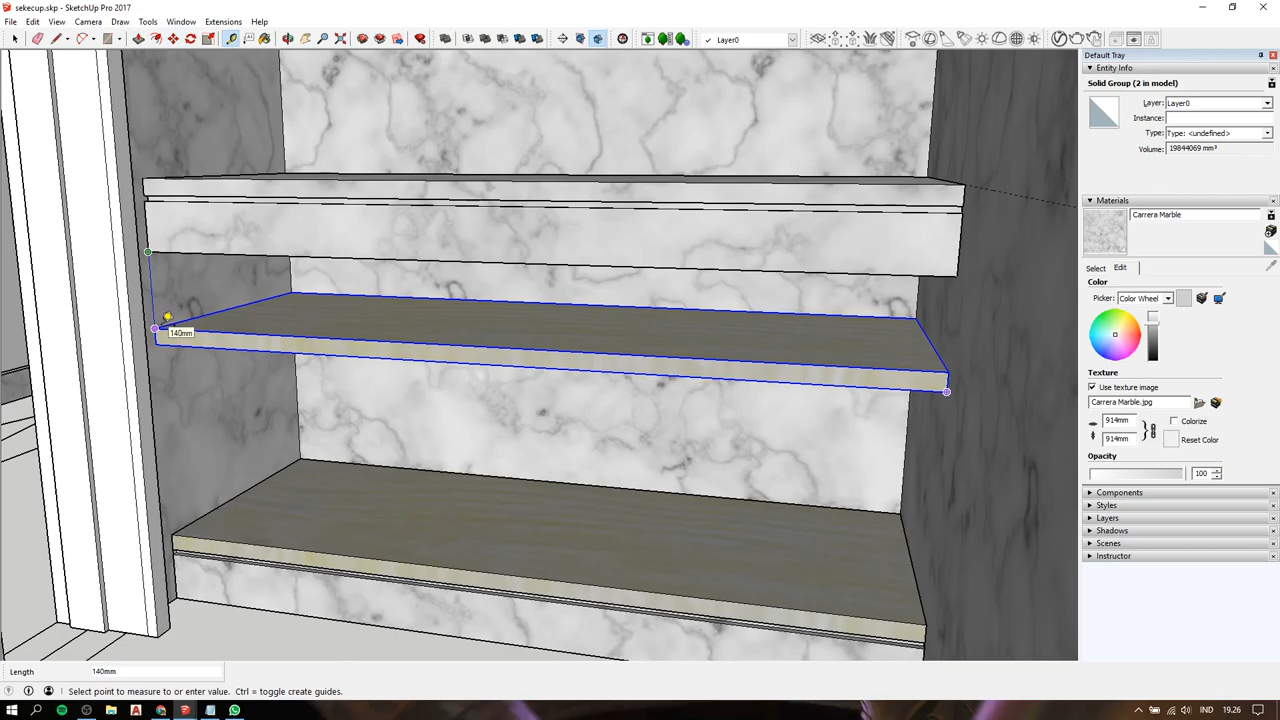 sekecup.skp - SketchUp Pro 2017
File Edit View Camera Draw Tools Window Extensions Help
Layer0
Default Tray
Entity Info
Solid Group (2 in model)
Layer: Layer0
Instance:
Type: Type: <undefined>
Volume: 19844069 mm³
Materials
Carrera Marble
Select Edit
Color
Picker: Color Wheel
Texture
Use texture image
Carrera Marble.jpg
914mm
Colorize
914mm
Reset Color
Opacity
100
Components
Styles
Layers
Shadows
Scenes
Instructor
140mm
Length 140mm
Select point to measure to or enter value. Ctrl = toggle create guides.
IND 19.26